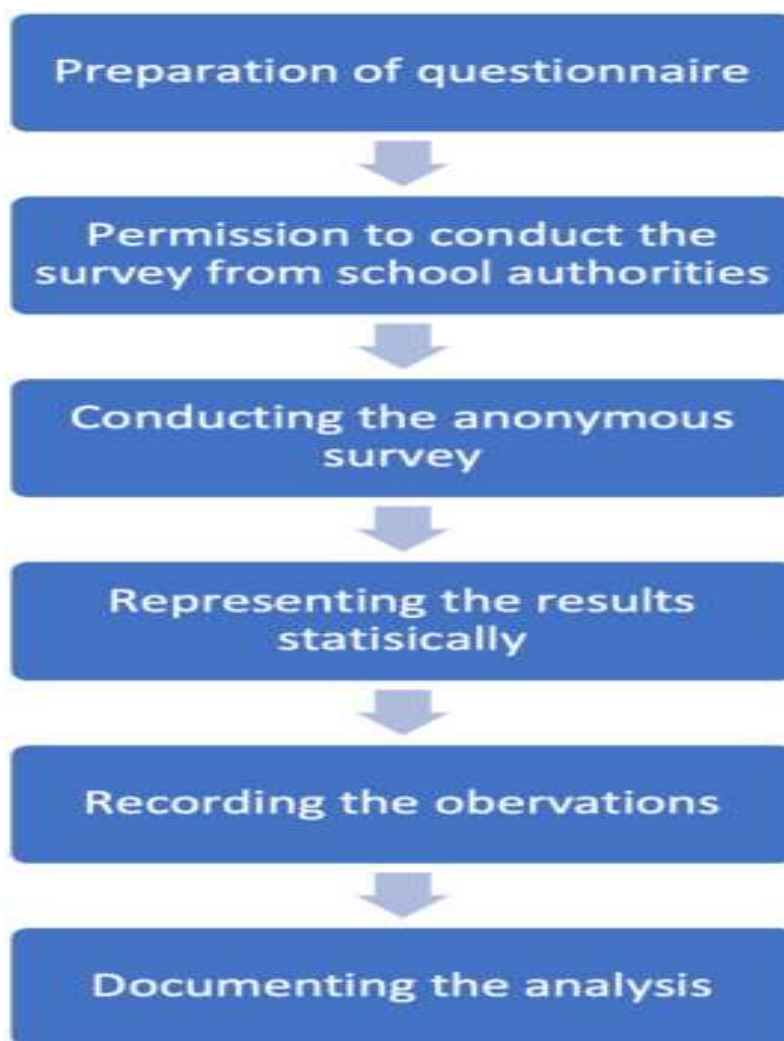 Preparation of questionnaire
Permission to conduct the
survey from school authorities
Conducting the anonymous
survey
Representing the results
statisically
Recording the obervations
Documenting the analysis